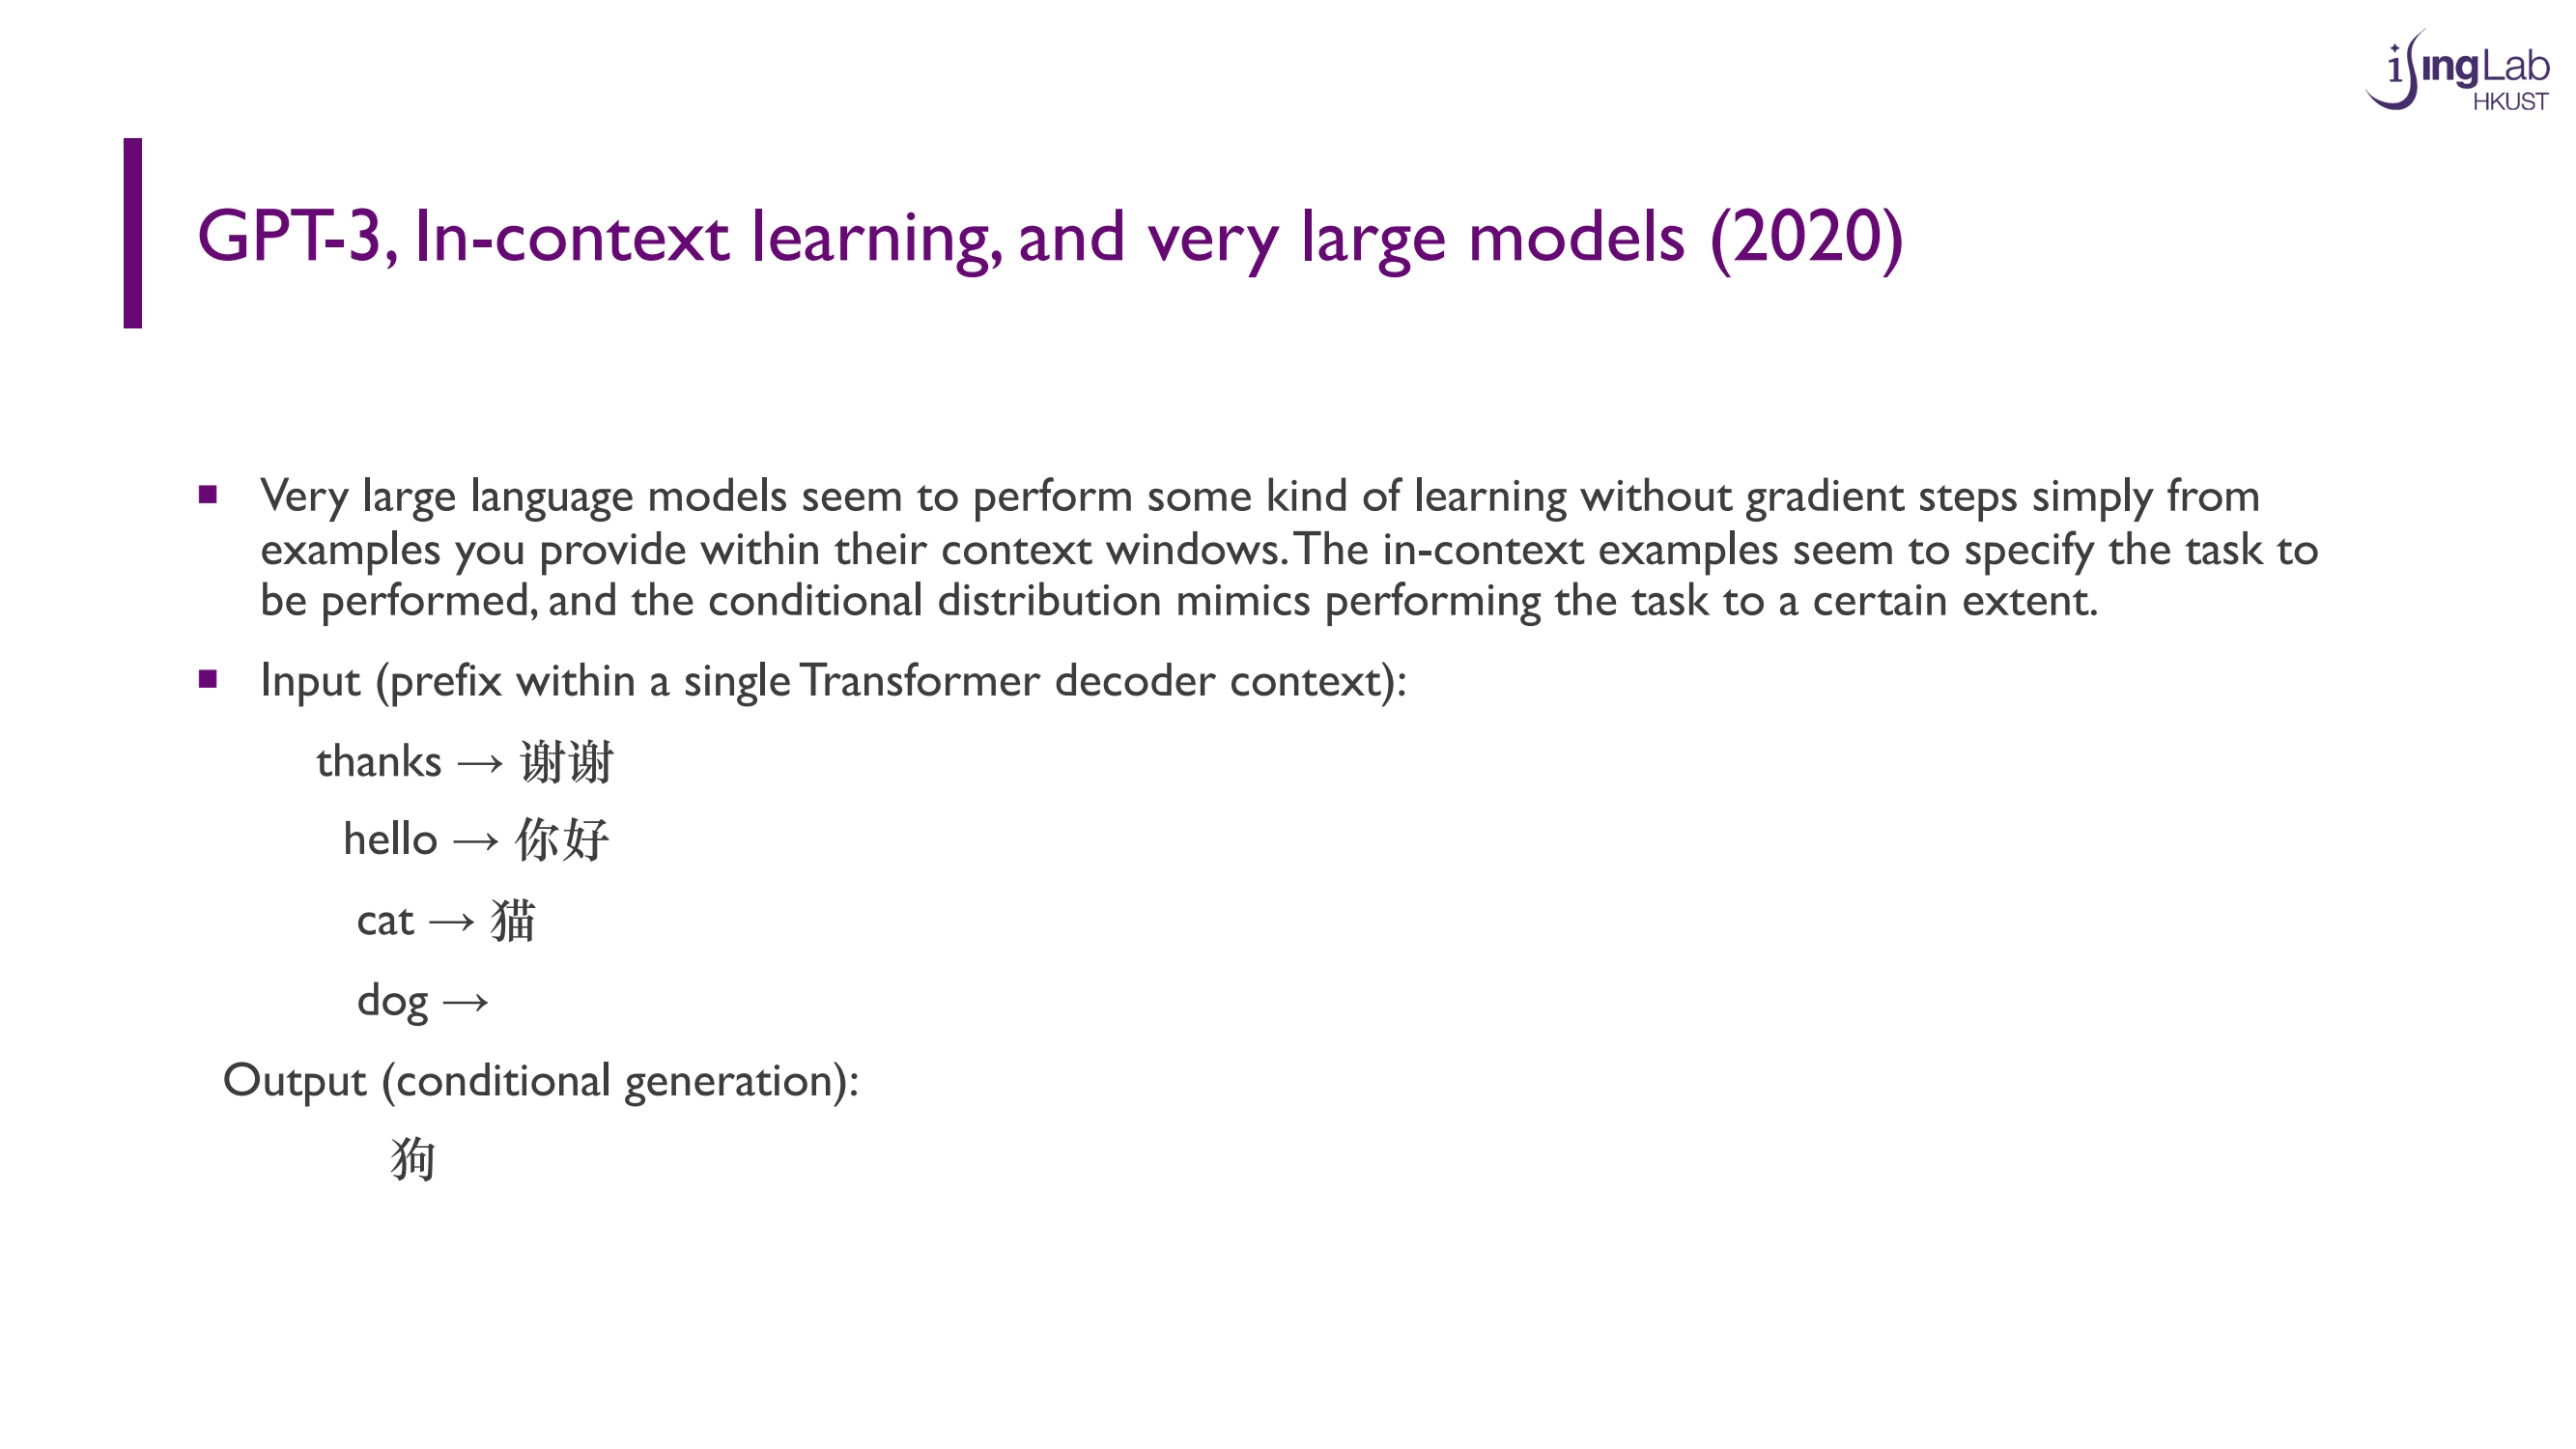 iSingLab
HKUST
GPT-3, In-context learning, and very large models (2020)
▪ Very large language models seem to perform some kind of learning without gradient steps simply from
examples you provide within their context windows. The in-context examples seem to specify the task to
be performed, and the conditional distribution mimics performing the task to a certain extent.
▪ Input (prefix within a single Transformer decoder context):
thanks → 谢谢
hello → 你好
cat → 猫
dog →
Output (conditional generation):
狗